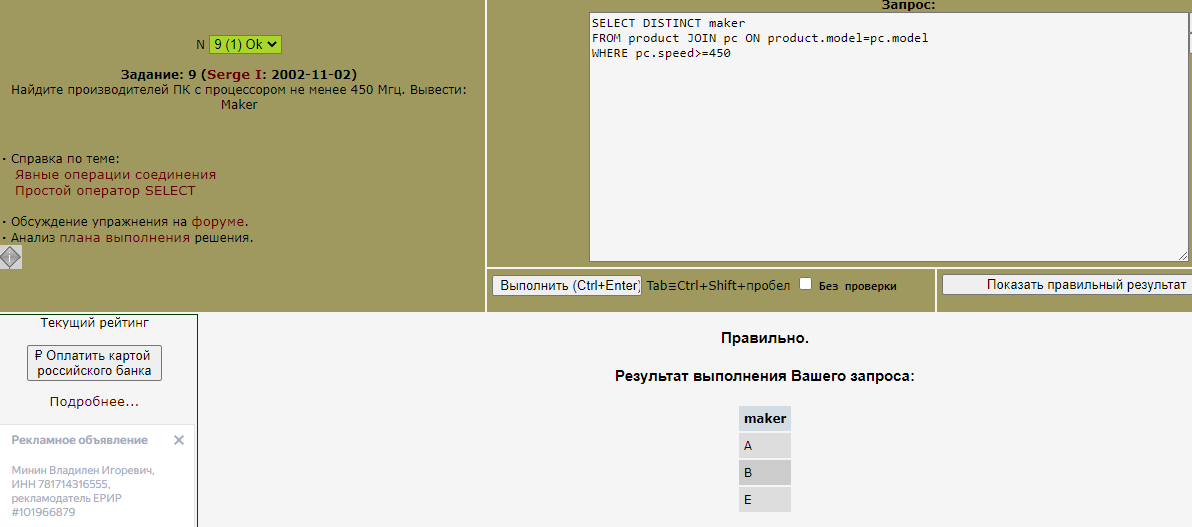 N 9 (1) Ok
Задание: 9 (Serge I: 2002-11-02)
Найдите производителей ПК с процессором не менее 450 Мгц. Вывести:
Maker
· Справка по теме:
Явные операции соединения
Простой оператор SELECT
· Обсуждение упражнения на форуме.
· Анализ плана выполнения решения.
Запрос:
SELECT DISTINCT maker
FROM product JOIN pc ON product.model=pc.model
WHERE pc.speed>=450
Выполнить (Ctrl+Enter) Tab≡Ctrl+Shift+пробел Без проверки Показать правильный результат
Текущий рейтинг
₽ Оплатить картой
российского банка
Подробнее...
Рекламное объявление ×
Минин Владилен Игоревич,
ИНН 781714316555,
рекламодатель ЕРИР
#101966879
Правильно.
Результат выполнения Вашего запроса:
maker
A
B
E